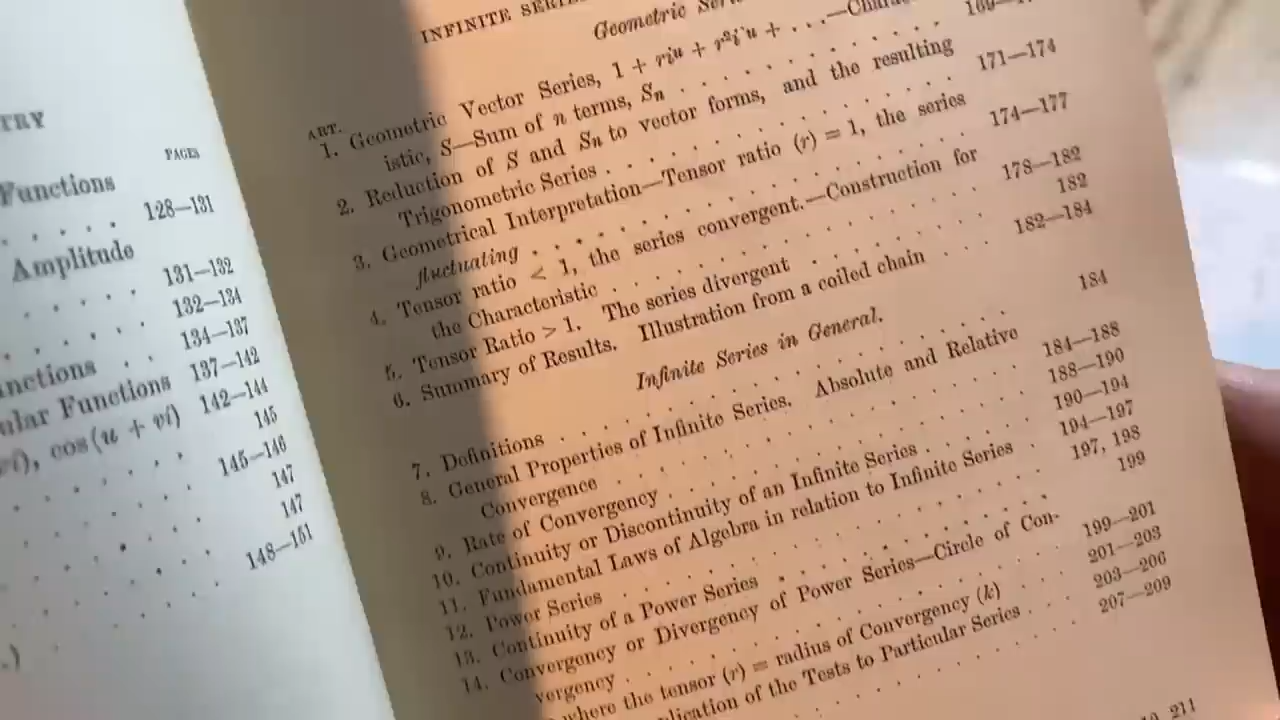 TRY
PAGES
Functions
. . . . . 128—131
Amplitude
. . . . . 131—132
. . . . . 132—134
. . . . . 134—137
nctions . . 137—142
ular Functions 142—144
cos (u + vi) 145
. . . 145—146
. . . 147
. . . 147
. . . 148—151
.)
INFINITE
Geometric
ART.
1. Geometric Vector Series, 1 + riu + r²i²u + . . .—
istic, S—Sum of n terms, Sn . . . . . . . .
2. Reduction of S and Sn to vector forms, and the resulting
Trigonometric Series . . . . . . . . 171—174
3. Geometrical Interpretation—Tensor ratio (r) = 1, the series
fluctuating . . . . . . . . 174—177
4. Tensor ratio < 1, the series convergent.—Construction for
the Characteristic . . . . . . . . 178—182
5. Tensor Ratio > 1. The series divergent . . . . 182
6. Summary of Results. Illustration from a coiled chain . . . 182—184
Infinite Series in General.
7. Definitions . . . . . . . . 184
8. General Properties of Infinite Series. Absolute and Relative
Convergence . . . . . . . . 184—188
9. Rate of Convergency . . . . . . . . 188—190
10. Continuity or Discontinuity of an Infinite Series . . . . 190—194
11. Fundamental Laws of Algebra in relation to Infinite Series . 194—197
12. Power Series . . . . . . . . 197, 198
13. Continuity of a Power Series . . . . . . . . 199
14. Convergency or Divergency of Power Series—Circle of Con-
vergency . . . . . . . . 199—201
where the tensor (r) = radius of Convergency (k) . . . 201—203
of the Tests to Particular Series . . . 203—206
. . . . . . . . 207—209
211